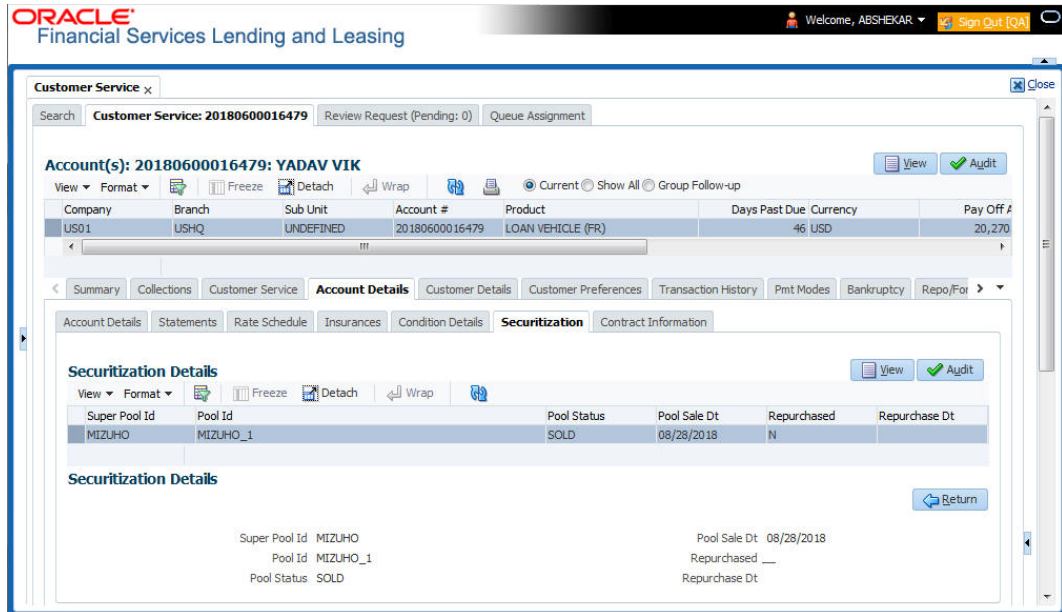 ORACLE
Financial Services Lending and Leasing
Welcome, ABSHEKAR
Sign Out [QA]
Customer Service
Close
Search Customer Service: 20180600016479 Review Request (Pending: 0) Queue Assignment
Account(s): 20180600016479: YADAV VIK
View Audit
View Format Freeze Detach Wrap Current Show All Group Follow-up
Company Branch Sub Unit Account # Product Days Past Due Currency Pay Off A
US01 USHQ UNDEFINED 20180600016479 LOAN VEHICLE (FR) 46 USD 20,270
Summary Collections Customer Service Account Details Customer Details Customer Preferences Transaction History Pmt Modes Bankruptcy Repo/For
Account Details Statements Rate Schedule Insurances Condition Details Securitization Contract Information
Securitization Details
View Audit
View Format Freeze Detach Wrap
Super Pool Id Pool Id Pool Status Pool Sale Dt Repurchased Repurchase Dt
MIZUHO MIZUHO_1 SOLD 08/28/2018 N
Securitization Details
Return
Super Pool Id MIZUHO Pool Sale Dt 08/28/2018
Pool Id MIZUHO_1 Repurchased __
Pool Status SOLD Repurchase Dt